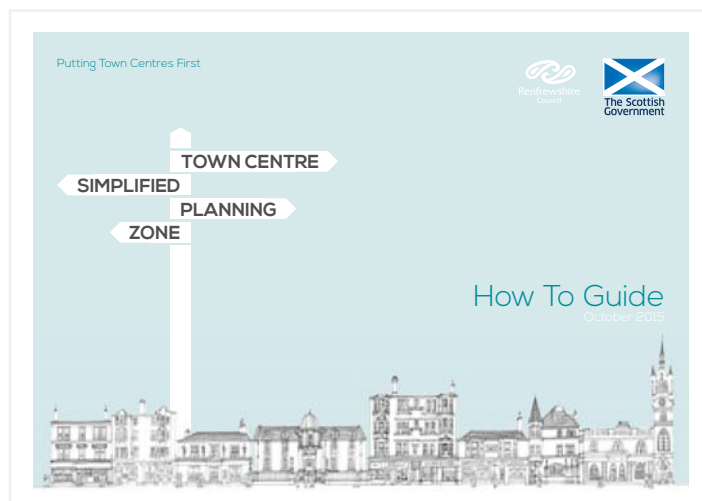 Putting Town Centres First
Renfrewshire
Council
The Scottish
Government
TOWN CENTRE
SIMPLIFIED
PLANNING
ZONE
How To Guide
October 2015